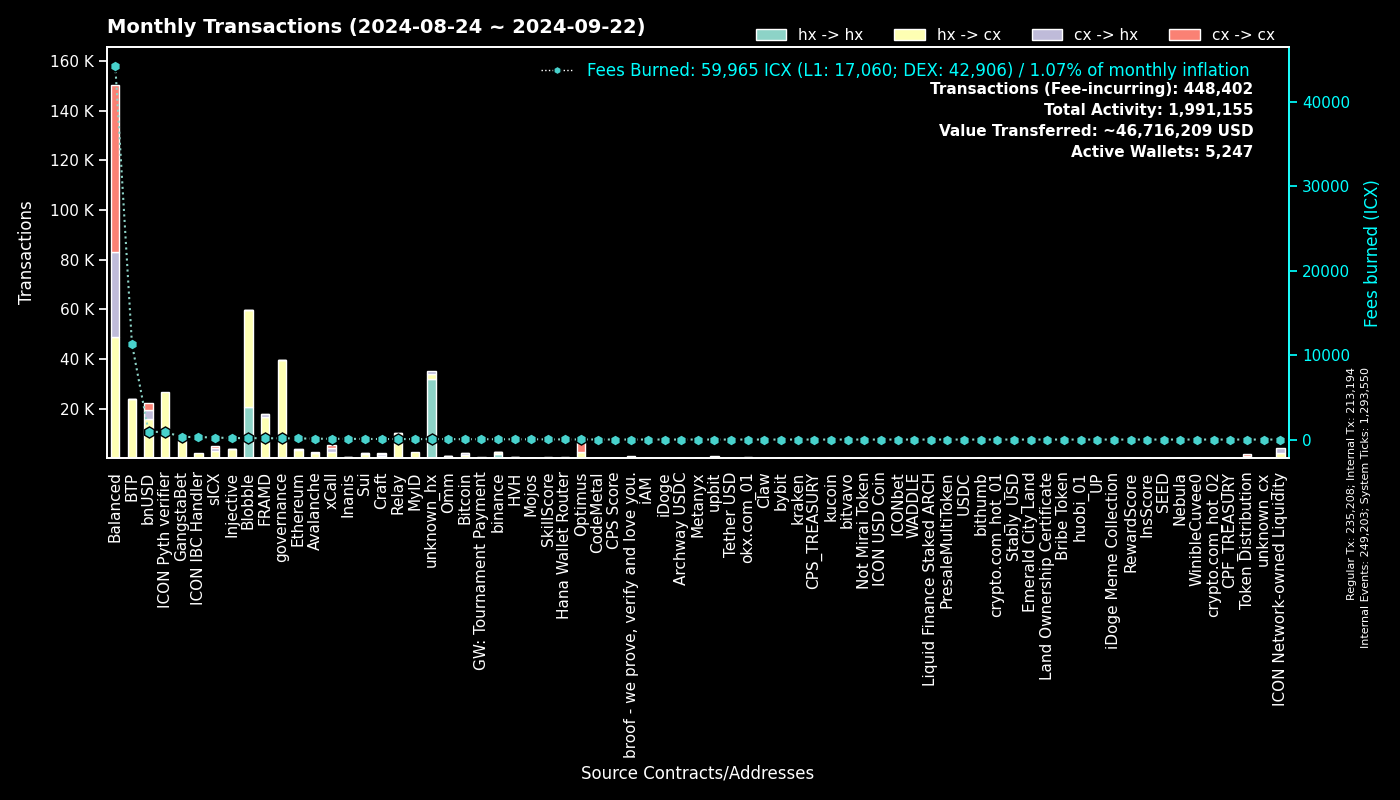 Monthly Transactions (2024-08-24 ~ 2024-09-22)
hx -> hx
hx -> cx
cx -> hx
cx -> cx
Fees Burned: 59,965 ICX (L1: 17,060; DEX: 42,906) / 1.07% of monthly inflation
Transactions (Fee-incurring): 448,402
Total Activity: 1,991,155
Value Transferred: ~46,716,209 USD
Active Wallets: 5,247
Transactions
160 K
140 K
120 K
100 K
80 K
60 K
40 K
20 K
40000
30000
20000
10000
0
Fees burned (ICX)
Regular Tx: 235,208; Internal Tx: 213,194
Internal Events: 249,203; System Ticks: 1,293,550
Balanced
BTP
bnUSD
ICON Pyth verifier
GangstaBet
ICON IBC Handler
sICX
Injective
Blobble
FRAMD
governance
Ethereum
Avalanche
xCall
Inanis
Sui
Craft
Relay
MyID
unknown_hx
Omm
Bitcoin
GW: Tournament Payment
binance
HVH
Mojos
SkillScore
Hana Wallet Router
Optimus
CodeMetal
CPS Score
broof - we prove, verify and love you.
IAM
iDoge
Archway USDC
Metanyx
upbit
Tether USD
okx.com_01
Claw
bybit
kraken
CPS_TREASURY
kucoin
bitvavo
Not Mirai Token
ICON USD Coin
ICONbet
WADDLE
Liquid Finance Staked ARCH
PresaleMultiToken
USDC
bithumb
crypto.com_hot_01
Stably USD
Emerald City Land
Land Ownership Certificate
Bribe Token
huobi_01
UP
iDoge Meme Collection
RewardScore
InsScore
SEED
Nebula
WinibleCuvee0
crypto.com_hot_02
CPF_TREASURY
Token Distribution
unknown_cx
ICON Network-owned Liquidity
Source Contracts/Addresses